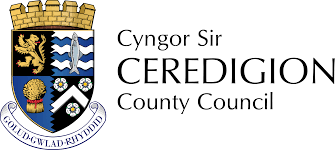 Cyngor Sir
CEREDIGION
County Council
GOLUD·GWLAD·RHYDDID